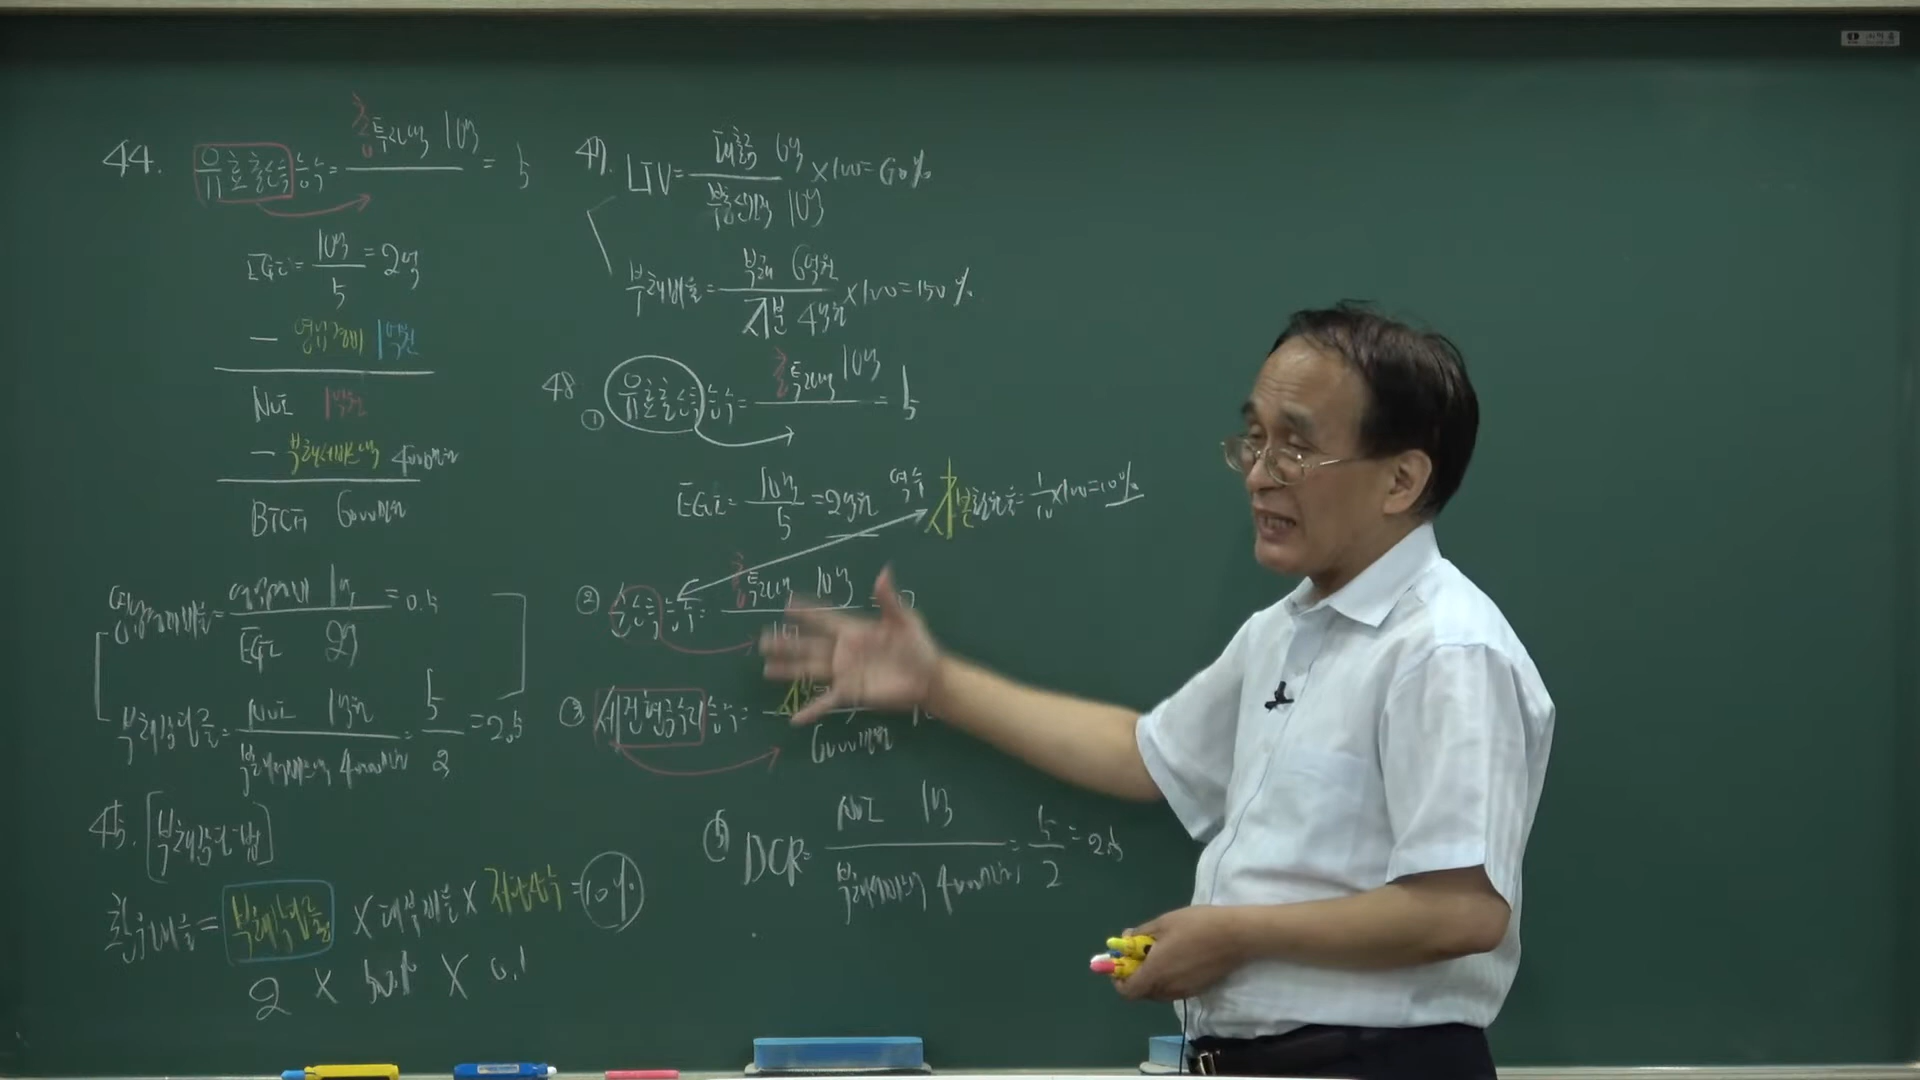 44. 유효총소득승수 = 총투자액 10억 = 5
EGI = 10억 / 5 = 2억
— 영업경비 1억원
NOI 1억원
— 부채서비스액 4000만원
BTCF 6000만원
영업경비비율 = 영업경비 1억 / EGI 2억 = 0.5
부채감당률 = NOI 1억원 / 부채서비스액 4000만원 = 5/2 = 2.5
45. [부채감당법]
환원이율 = 부채감당률 × 대부비율 × 저당상수 = 10%
2 × 50% × 0.1
47. LTV = 대출액 6억 / 부동산가액 10억 ×100 = 60%
부채비율 = 부채 6억원 / 지분 4억원 ×100 = 150%
48
① 유효총소득승수 = 총투자액 10억 = 5
EGI = 10억 / 5 = 2억원
역수 자본환원율 = 1/10 ×100 = 10%
② 순소득승수 = 총투자액 10억
③ 세전현금수지승수 =
6000만원
⑤ DCR = NOI 1억 / 부채서비스액 4000만원 = 5/2 = 2.5